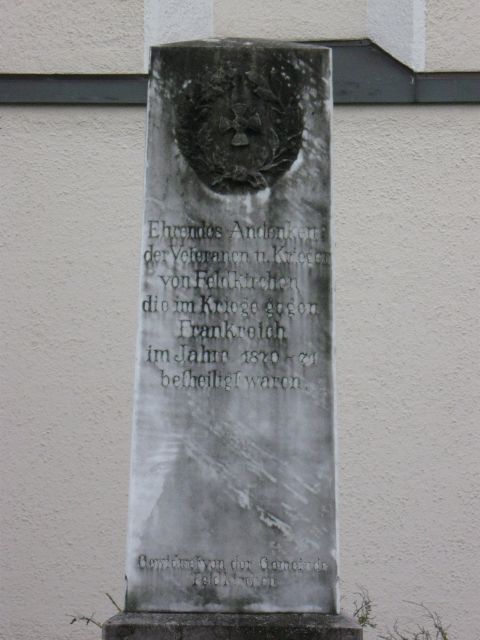 Ehrendes Andenken
der Veteranen u. Krieger
von Feldkirchen
die im Kriege gegen
Frankreich
im Jahre 1870-71
betheiligt waren.
Gewidmet von der Gemeinde
Feldkirchen